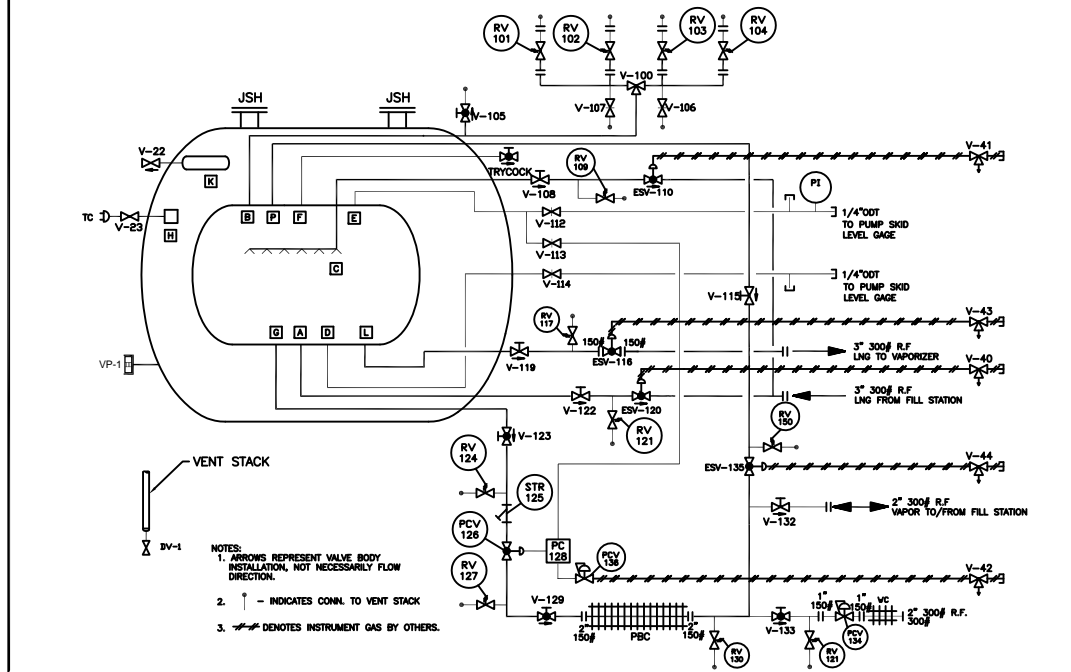 RV
101
RV
102
RV
103
RV
104
V-100
V-107
V-106
JSH
JSH
V-105
V-22
K
TRYCOCK
V-108
RV
109
ESV-110
V-41
PI
TC
V-23
H
B
P
F
E
V-112
1/4"ODT
TO PUMP SKID
LEVEL GAGE
V-113
C
V-114
1/4"ODT
TO PUMP SKID
LEVEL GAGE
V-115
RV
117
V-43
G
A
D
L
150#
150#
ESV-116
3" 300# R.F
LNG TO VAPORIZER
VP-1
V-119
V-40
V-122
ESV-120
3" 300# R.F
LNG FROM FILL STATION
RV
150
RV
121
V-123
RV
124
VENT STACK
ESV-135
V-44
STR
125
2" 300# R.F
VAPOR TO/FROM FILL STATION
V-132
PCV
126
PC
128
PCV
136
DV-1
NOTES:
1. ARROWS REPRESENT VALVE BODY
INSTALLATION, NOT NECESSARILY FLOW
DIRECTION.
RV
127
V-42
2. - INDICATES CONN. TO VENT STACK
V-129
1"
150#
1"
150#
WC
2" 300# R.F.
300#
3. DENOTES INSTRUMENT GAS BY OTHERS.
2"
150#
PBC
2"
150#
V-133
PCV
134
RV
130
RV
121